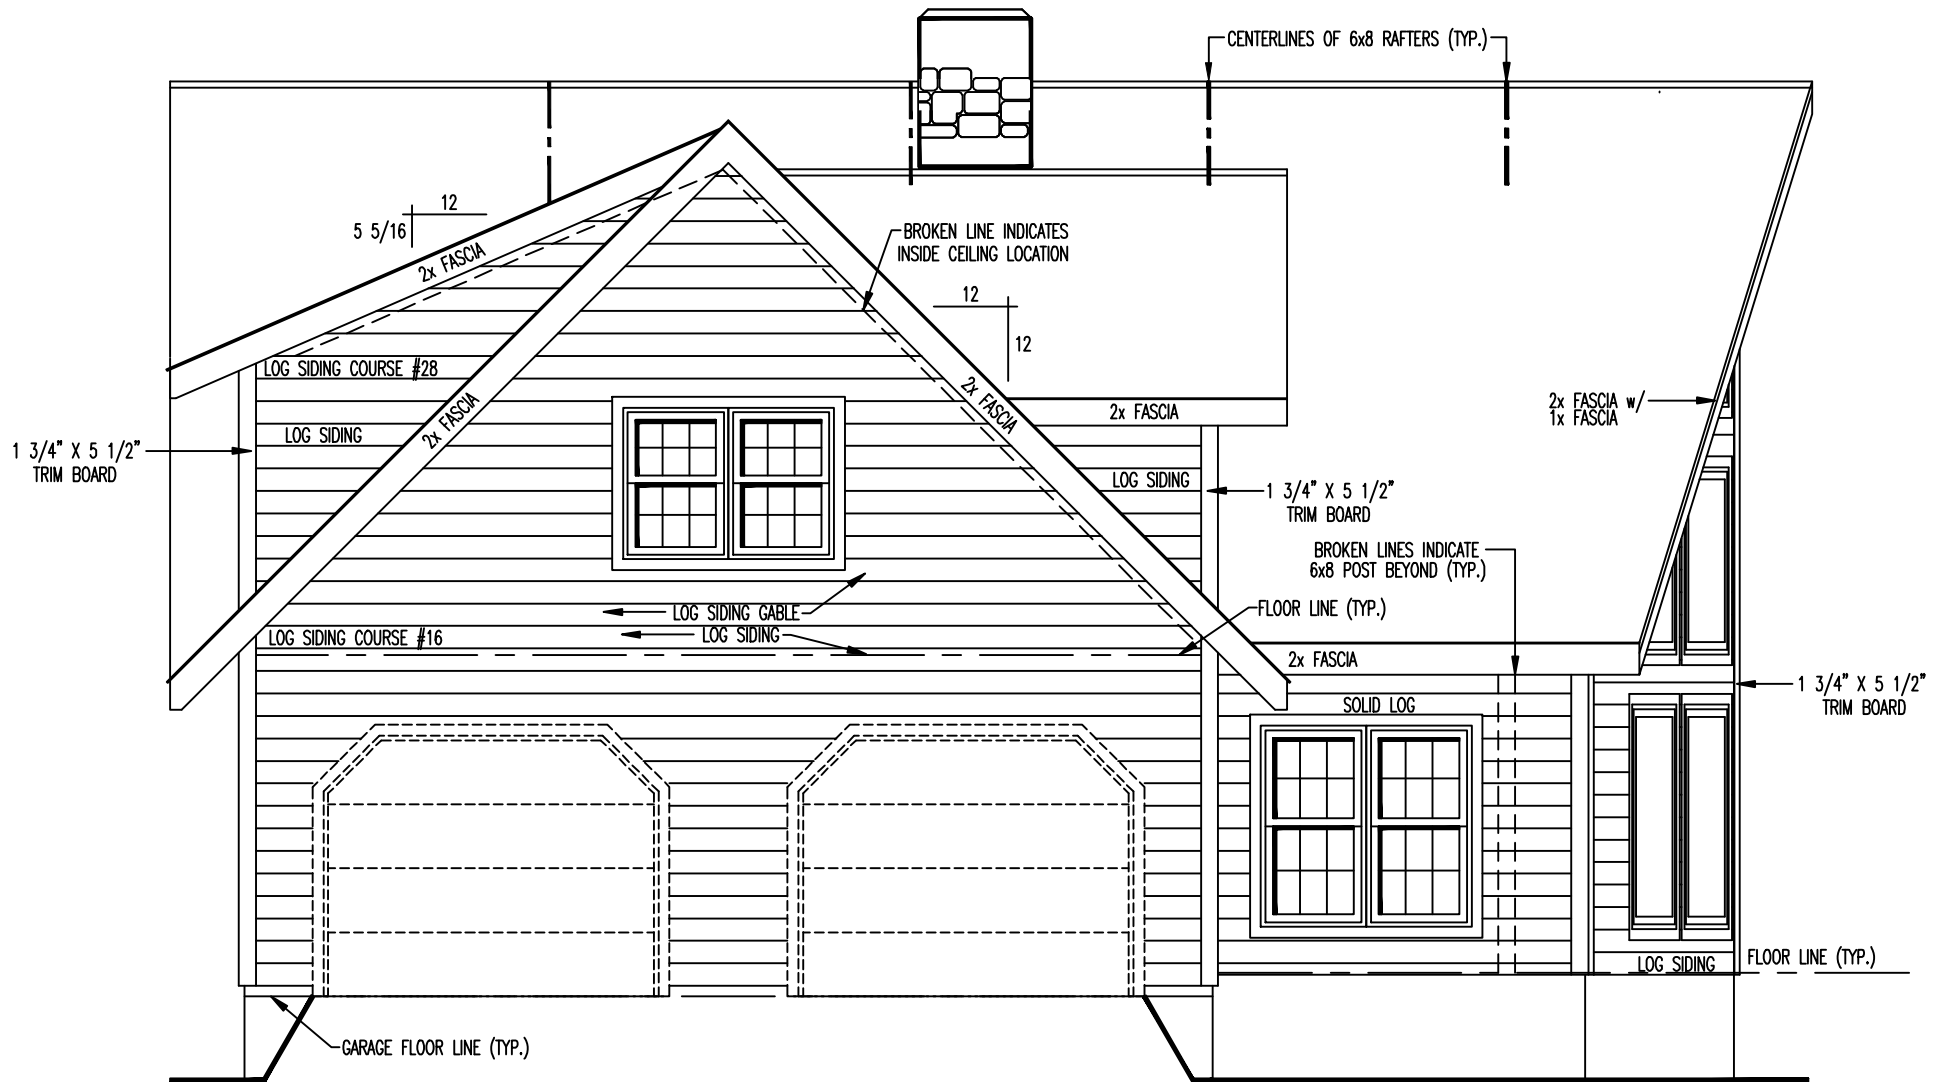 CENTERLINES OF 6x8 RAFTERS (TYP.)
12
5 5/16
2x FASCIA
BROKEN LINE INDICATES
INSIDE CEILING LOCATION
12
12
LOG SIDING COURSE #28
2x FASCIA
2x FASCIA
2x FASCIA
2x FASCIA w/
1x FASCIA
LOG SIDING
1 3/4" X 5 1/2"
TRIM BOARD
LOG SIDING
1 3/4" X 5 1/2"
TRIM BOARD
BROKEN LINES INDICATE
6x8 POST BEYOND (TYP.)
LOG SIDING GABLE
FLOOR LINE (TYP.)
LOG SIDING COURSE #16
LOG SIDING
2x FASCIA
1 3/4" X 5 1/2"
TRIM BOARD
SOLID LOG
LOG SIDING
FLOOR LINE (TYP.)
GARAGE FLOOR LINE (TYP.)